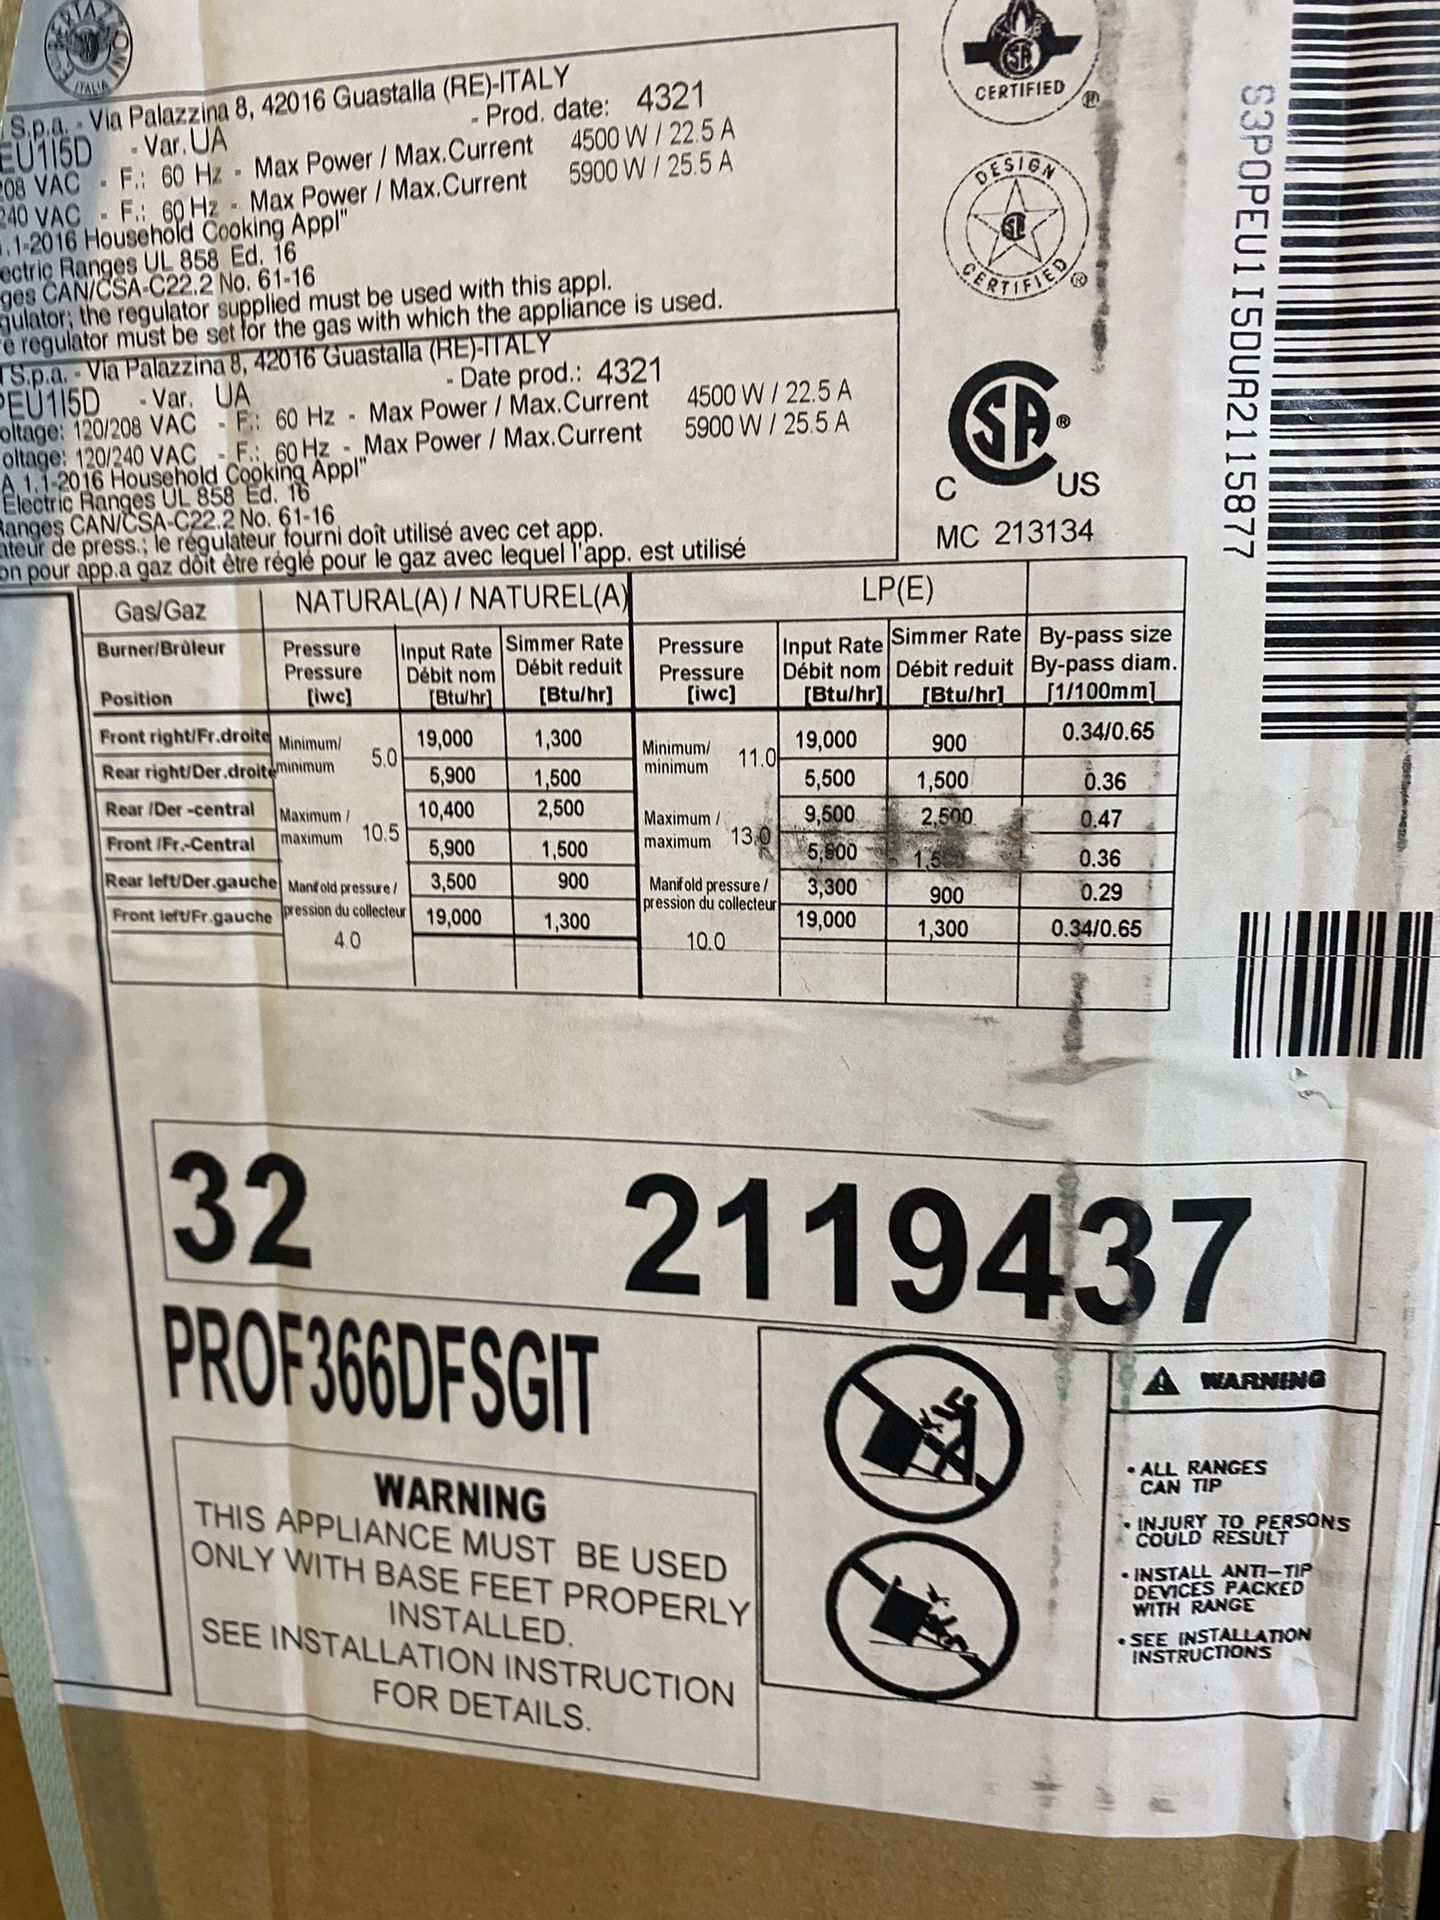 BERTAZZONI
ITALIA
S.p.a. - Via Palazzina 8, 42016 Guastalla (RE)-ITALY
EU1I5D - Var. UA - Prod. date: 4321
208 VAC - F.: 60 Hz - Max Power / Max.Current 4500 W / 22.5 A
240 VAC - F.: 60 Hz - Max Power / Max.Current 5900 W / 25.5 A
.1-2016 Household Cooking Appl"
ectric Ranges UL 858 Ed. 16
ges CAN/CSA-C22.2 No. 61-16
gulator; the regulator supplied must be used with this appl.
e regulator must be set for the gas with which the appliance is used.
S.p.a. - Via Palazzina 8, 42016 Guastalla (RE)-ITALY
PEU1I5D - Var. UA - Date prod.: 4321
oltage: 120/208 VAC - F.: 60 Hz - Max Power / Max.Current 4500 W / 22.5 A
oltage: 120/240 VAC - F.: 60 Hz - Max Power / Max.Current 5900 W / 25.5 A
A 1.1-2016 Household Cooking Appl"
Electric Ranges UL 858 Ed. 16
Ranges CAN/CSA-C22.2 No. 61-16
ateur de press.; le régulateur fourni doît utilisé avec cet app.
on pour app.a gaz doit être réglé pour le gaz avec lequel l'app. est utilisé
SA
CERTIFIED ®
DESIGN
SA
CERTIFIED ®
SA ®
C US
MC 213134
S3POPEU1I5DUA2115877
Gas/Gaz NATURAL(A) / NATUREL(A) LP(E)
Burner/Brûleur Pressure Input Rate Simmer Rate Pressure Input Rate Simmer Rate By-pass size
Pressure Débit nom Débit reduit Pressure Débit nom Débit reduit By-pass diam.
Position [iwc] [Btu/hr] [Btu/hr] [iwc] [Btu/hr] [Btu/hr] [1/100mm]
Front right/Fr.droite Minimum/ minimum 5.0 19,000 1,300 Minimum/ minimum 11.0 19,000 900 0.34/0.65
Rear right/Der.droite 5,900 1,500 5,500 1,500 0.36
Rear /Der -central Maximum / maximum 10.5 10,400 2,500 Maximum / maximum 13.0 9,500 2,500 0.47
Front /Fr.-Central 5,900 1,500 0.36
Rear left/Der.gauche Manifold pressure / 3,500 900 Manifold pressure / 3,300 900 0.29
Front left/Fr.gauche pression du collecteur 19,000 1,300 pression du collecteur 19,000 1,300 0.34/0.65
4.0 10.0
32 2119437
PROF366DFSGIT
WARNING
THIS APPLIANCE MUST BE USED
ONLY WITH BASE FEET PROPERLY
INSTALLED.
SEE INSTALLATION INSTRUCTION
FOR DETAILS.
WARNING
• ALL RANGES
CAN TIP
• INJURY TO PERSONS
COULD RESULT
• INSTALL ANTI-TIP
DEVICES PACKED
WITH RANGE
• SEE INSTALLATION
INSTRUCTIONS